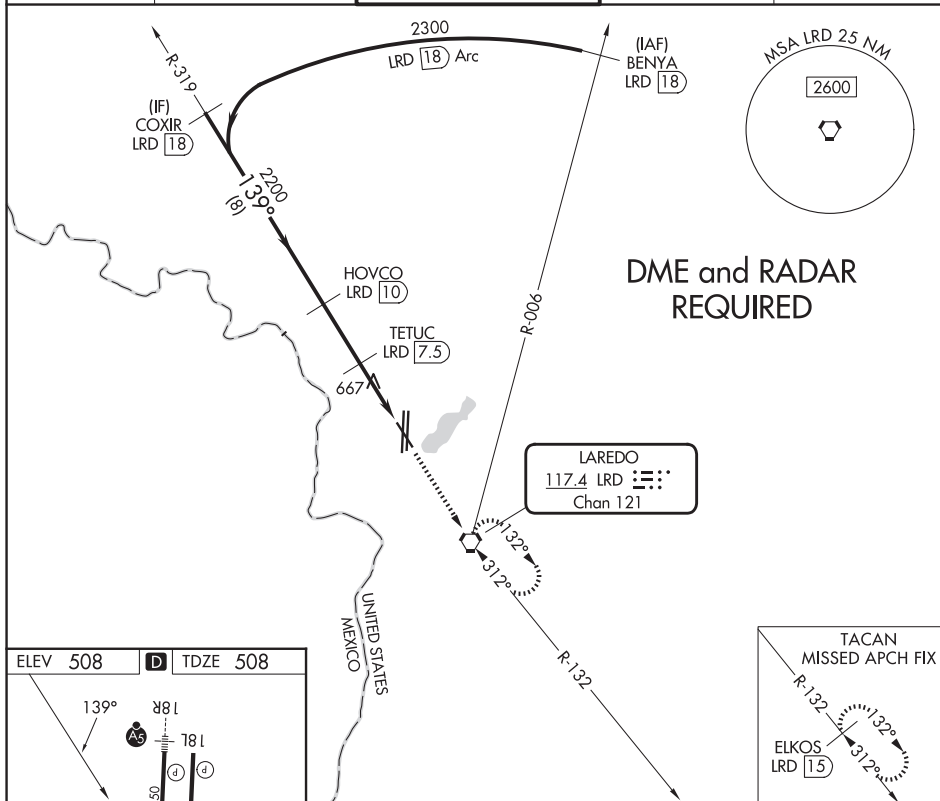 2300
LRD 18 Arc
(IAF)
BENYA
LRD 18
MSA LRD 25 NM
2600
R-319
(IF)
COXIR
LRD 18
2200
139°
(8)
DME and RADAR
REQUIRED
HOVCO
LRD 10
R-006
TETUC
LRD 7.5
667
LAREDO
117.4 LRD
Chan 121
132°
312°
UNITED STATES
MEXICO
R-132
TACAN
MISSED APCH FIX
R-132
132°
312°
ELKOS
LRD 15
ELEV 508 D TDZE 508
139°
18R
A5
18L
P
P
50